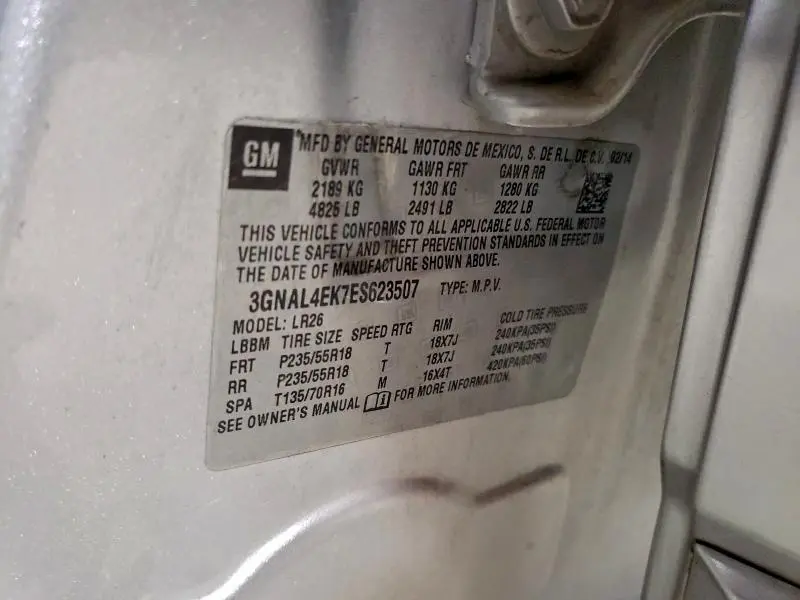 GM
MFD BY GENERAL MOTORS DE MEXICO, S. DE R.L. DE C.V. 02/14
GVWR GAWR FRT GAWR RR
2189 KG 1130 KG 1280 KG
4825 LB 2491 LB 2822 LB
THIS VEHICLE CONFORMS TO ALL APPLICABLE U.S. FEDERAL MOTOR
VEHICLE SAFETY AND THEFT PREVENTION STANDARDS IN EFFECT ON
THE DATE OF MANUFACTURE SHOWN ABOVE.
3GNAL4EK7ES623507 TYPE: M.P.V.
MODEL: LR26
LBBM TIRE SIZE SPEED RTG RIM COLD TIRE PRESSURE
FRT P235/55R18 T 18X7J 240KPA(35PSI)
RR P235/55R18 T 18X7J 240KPA(35PSI)
SPA T135/70R16 M 16X4T 420KPA(60PSI)
SEE OWNER'S MANUAL FOR MORE INFORMATION.